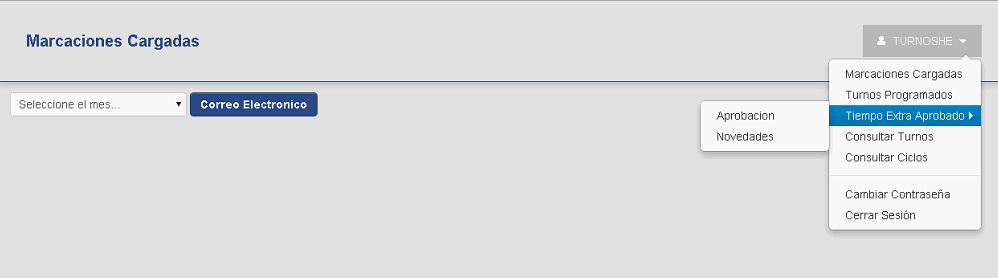 Marcaciones Cargadas
TURNOSHE
Seleccione el mes...
Correo Electronico
Marcaciones Cargadas
Turnos Programados
Tiempo Extra Aprobado
Aprobacion
Novedades
Consultar Turnos
Consultar Ciclos
Cambiar Contraseña
Cerrar Sesión